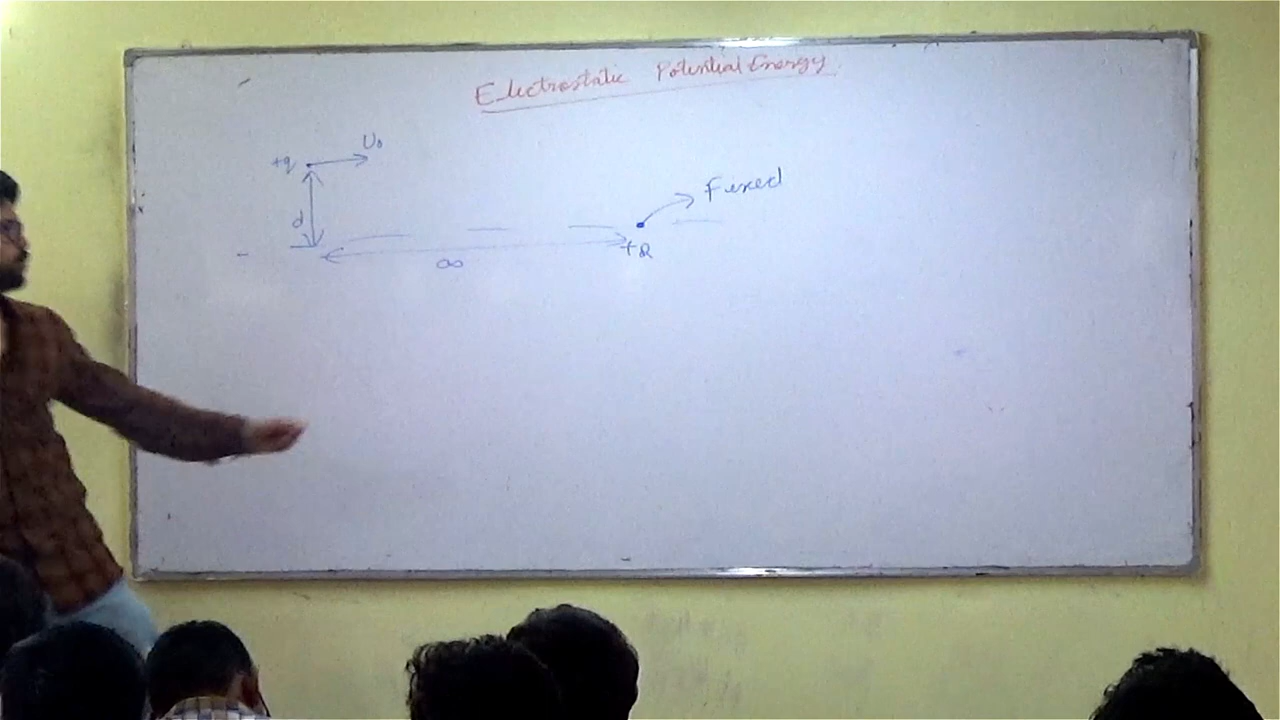 Electrostatic Potential Energy
+q
U₀
d
Fixed
+Q
∞